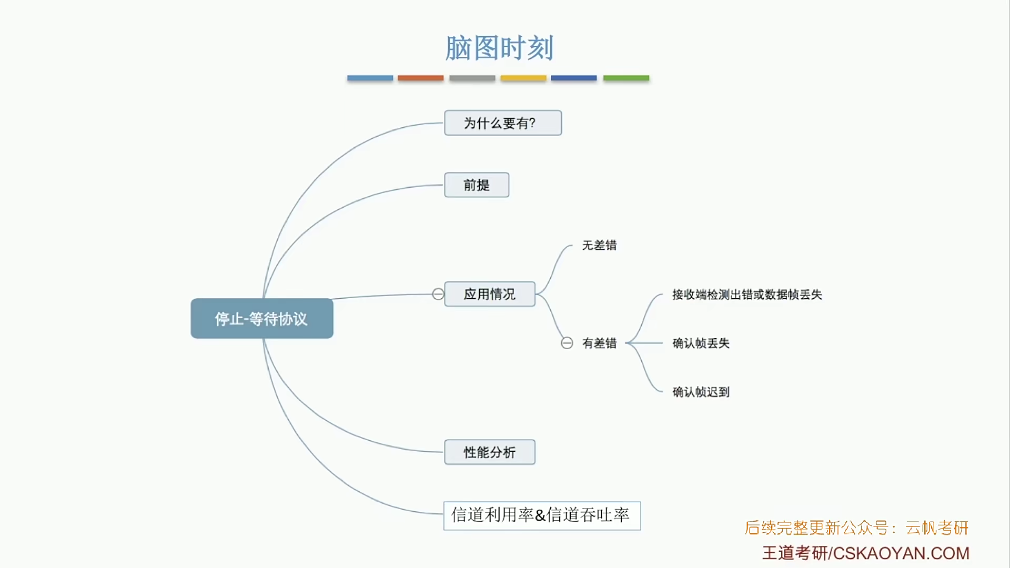 脑图时刻
为什么要有?
前提
无差错
应用情况
接收端检测出错或数据帧丢失
停止-等待协议
有差错
确认帧丢失
确认帧迟到
性能分析
信道利用率&信道吞吐率
后续完整更新公众号：云帆考研
王道考研/CSKAOYAN.COM